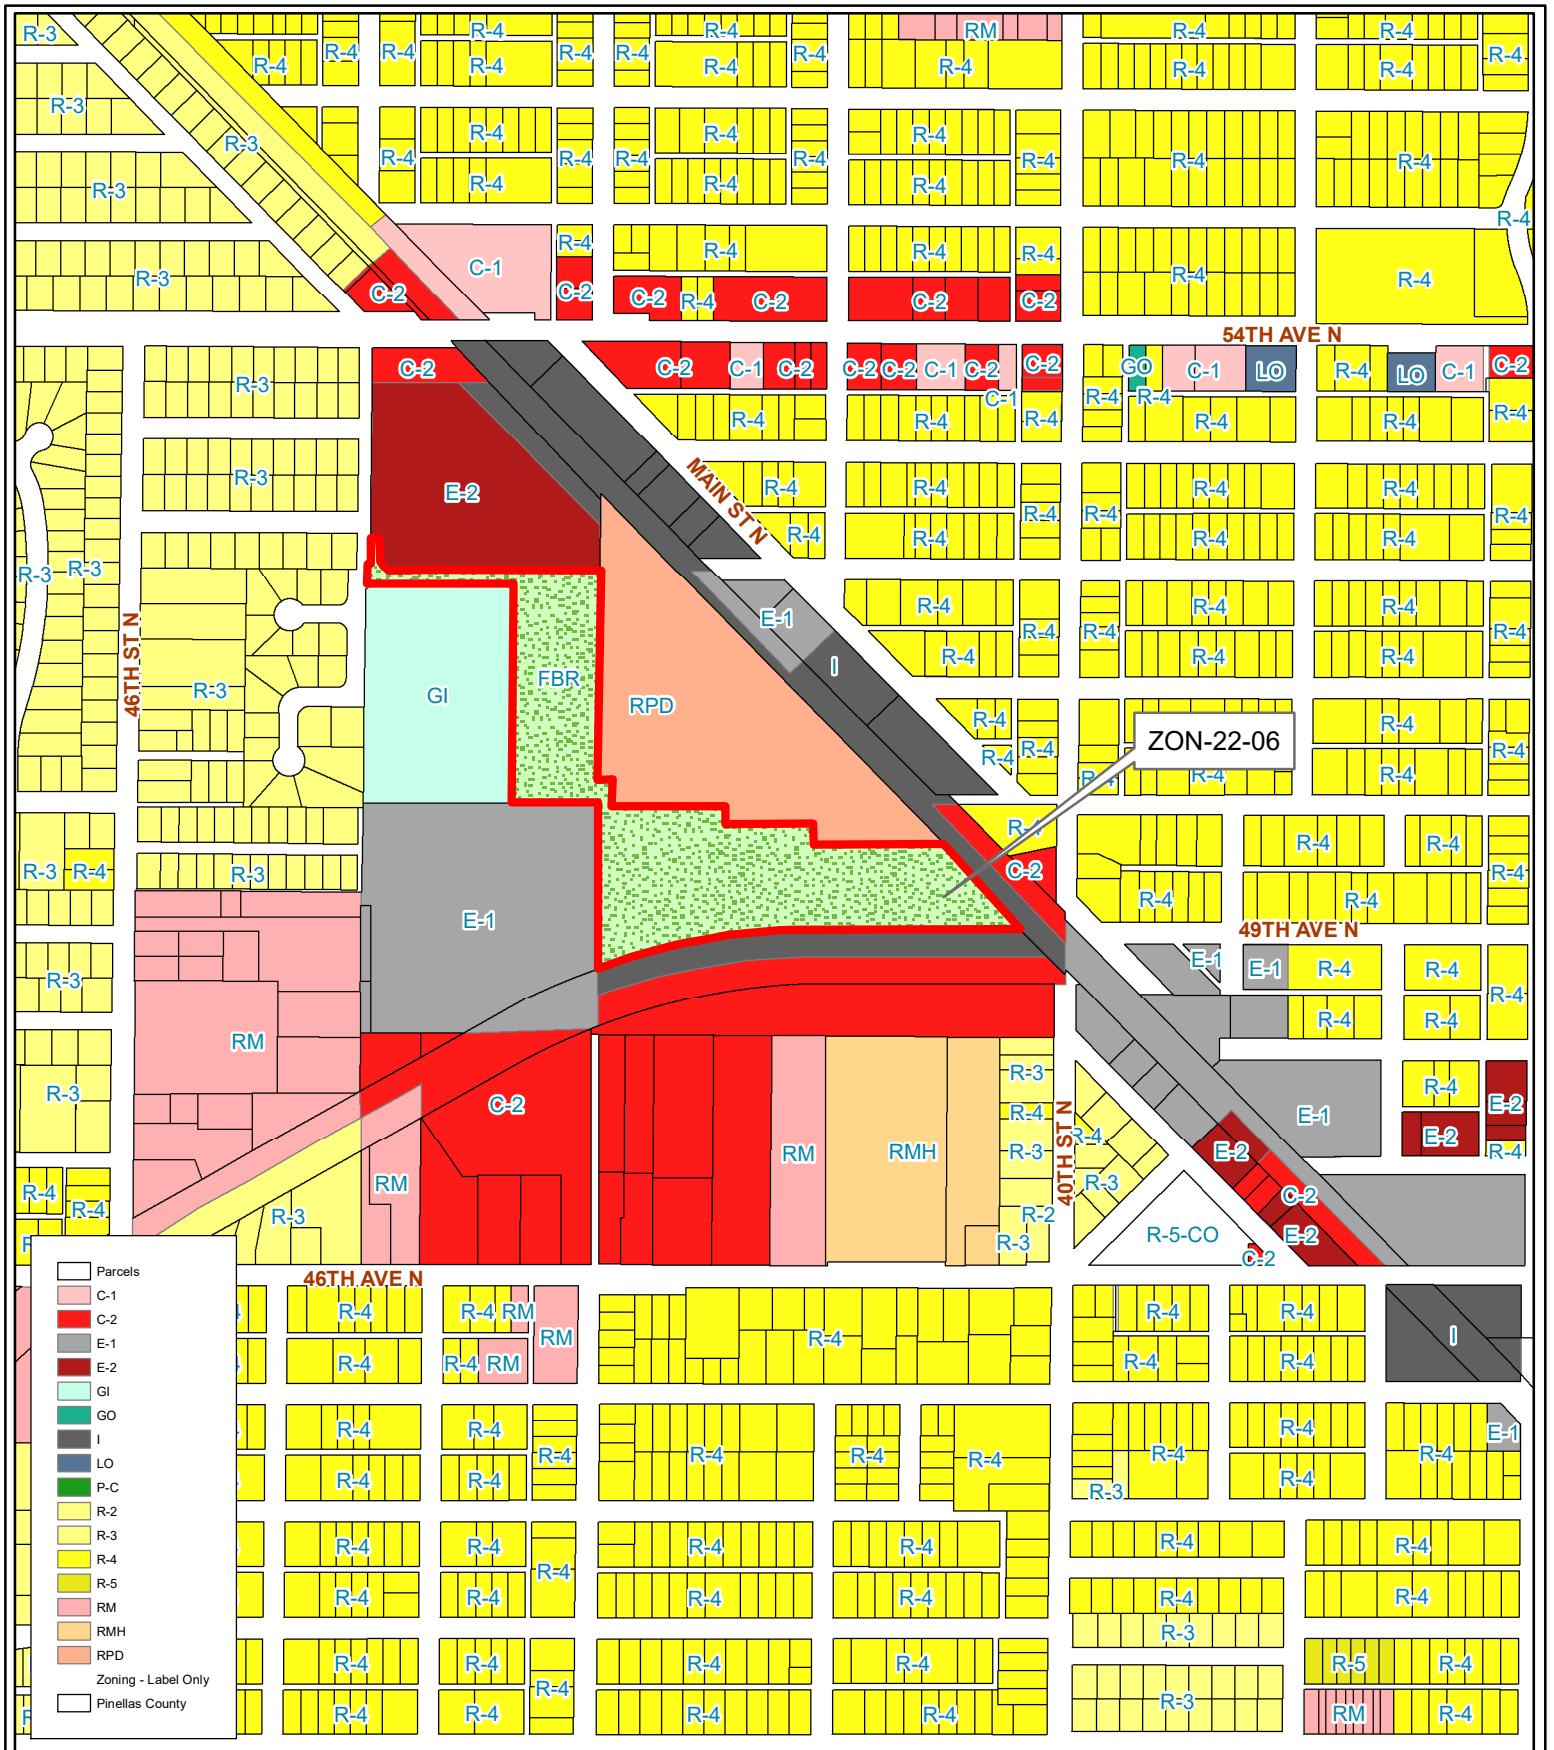 R-3 R-4 R-4 R-4 R-4 R-4 R-4 R-4 RM R-4 R-4 R-4
R-4 R-4 R-4 R-4 R-4 R-4
R-3 R-3 R-4 R-4 R-4 R-4 R-4 R-4 R-4 R-4 R-4 R-4
R-3 R-4 R-4 R-4
R-4
R-3 C-2 C-1 R-4 R-4 R-4 R-4 R-4 R-4
C-2 C-2 R-4 C-2 C-2 C-2
54TH AVE N
R-3 C-2 C-2 C-1 C-2 C-2 C-2 C-1 C-2 C-2 GO C-1 LO R-4 LO C-1 C-2
C-1 R-4 R-4
R-4 R-4 R-4 R-4 R-4 R-4
R-3 E-2 MAIN ST N R-4 R-4 R-4 R-4 R-4 R-4 R-4
R-4 R-4 R-4 R-4 R-4
R-3 R-3
E-1 R-4 R-4 R-4 R-4 R-4 R-4
R-4 R-4 R-4
46TH ST N
R-3 GI FBR RPD I
R-4 R-4 R-4 R-4
R-4 R-4 R-4 R-4 R-4
ZON-22-06
R-4 R-4 R-4
R-3 R-4 R-3 C-2 R-4
R-4 R-4
E-1
49TH AVE N
R-3 E-1 E-1 R-4 R-4 R-4
R-4 R-4
RM
R-3 C-2 RM RMH R-3 R-4 R-3 40TH ST N R-4 R-3 E-1 R-4 E-2
E-2 E-2 R-4
R-4 R-4 RM R-3 R-2 R-3 R-5-CO C-2 E-2 C-2
46TH AVE N
Parcels
C-1
C-2
E-1
E-2
GI
GO
I
LO
P-C
R-2
R-3
R-4
R-5
RM
RMH
RPD
Zoning - Label Only
Pinellas County
R-4 R-4 RM RM R-4 R-4 R-4 I
R-4 R-4 RM R-4 R-4
R-4 R-4 R-4 R-4 R-4 R-4 R-4 R-4 R-4 E-1
R-4 R-4 R-3 R-4
R-4 R-4 R-4 R-4 R-4 R-4 R-4
R-4 R-4 R-4 R-4 R-4 R-4
R-3
R-4 R-4 R-4 R-4 R-4 R-5 R-4
R-4 R-4 R-4 R-4 R-3 RM R-4